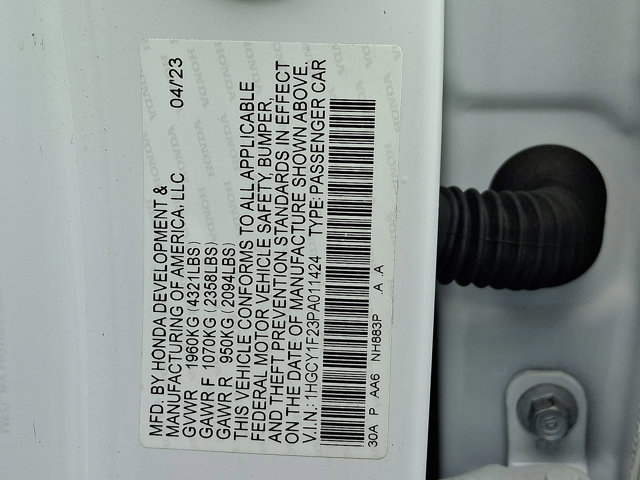 MFD. BY HONDA DEVELOPMENT &
MANUFACTURING OF AMERICA, LLC 04/23
GVWR 1960KG (4321LBS)
GAWR F 1070KG (2358LBS)
GAWR R 950KG (2094LBS)
THIS VEHICLE CONFORMS TO ALL APPLICABLE
FEDERAL MOTOR VEHICLE SAFETY, BUMPER,
AND THEFT PREVENTION STANDARDS IN EFFECT
ON THE DATE OF MANUFACTURE SHOWN ABOVE.
V.I.N.: 1HGCY1F23PA011424 TYPE: PASSENGER CAR
30A P AA6 NH883P .A .A